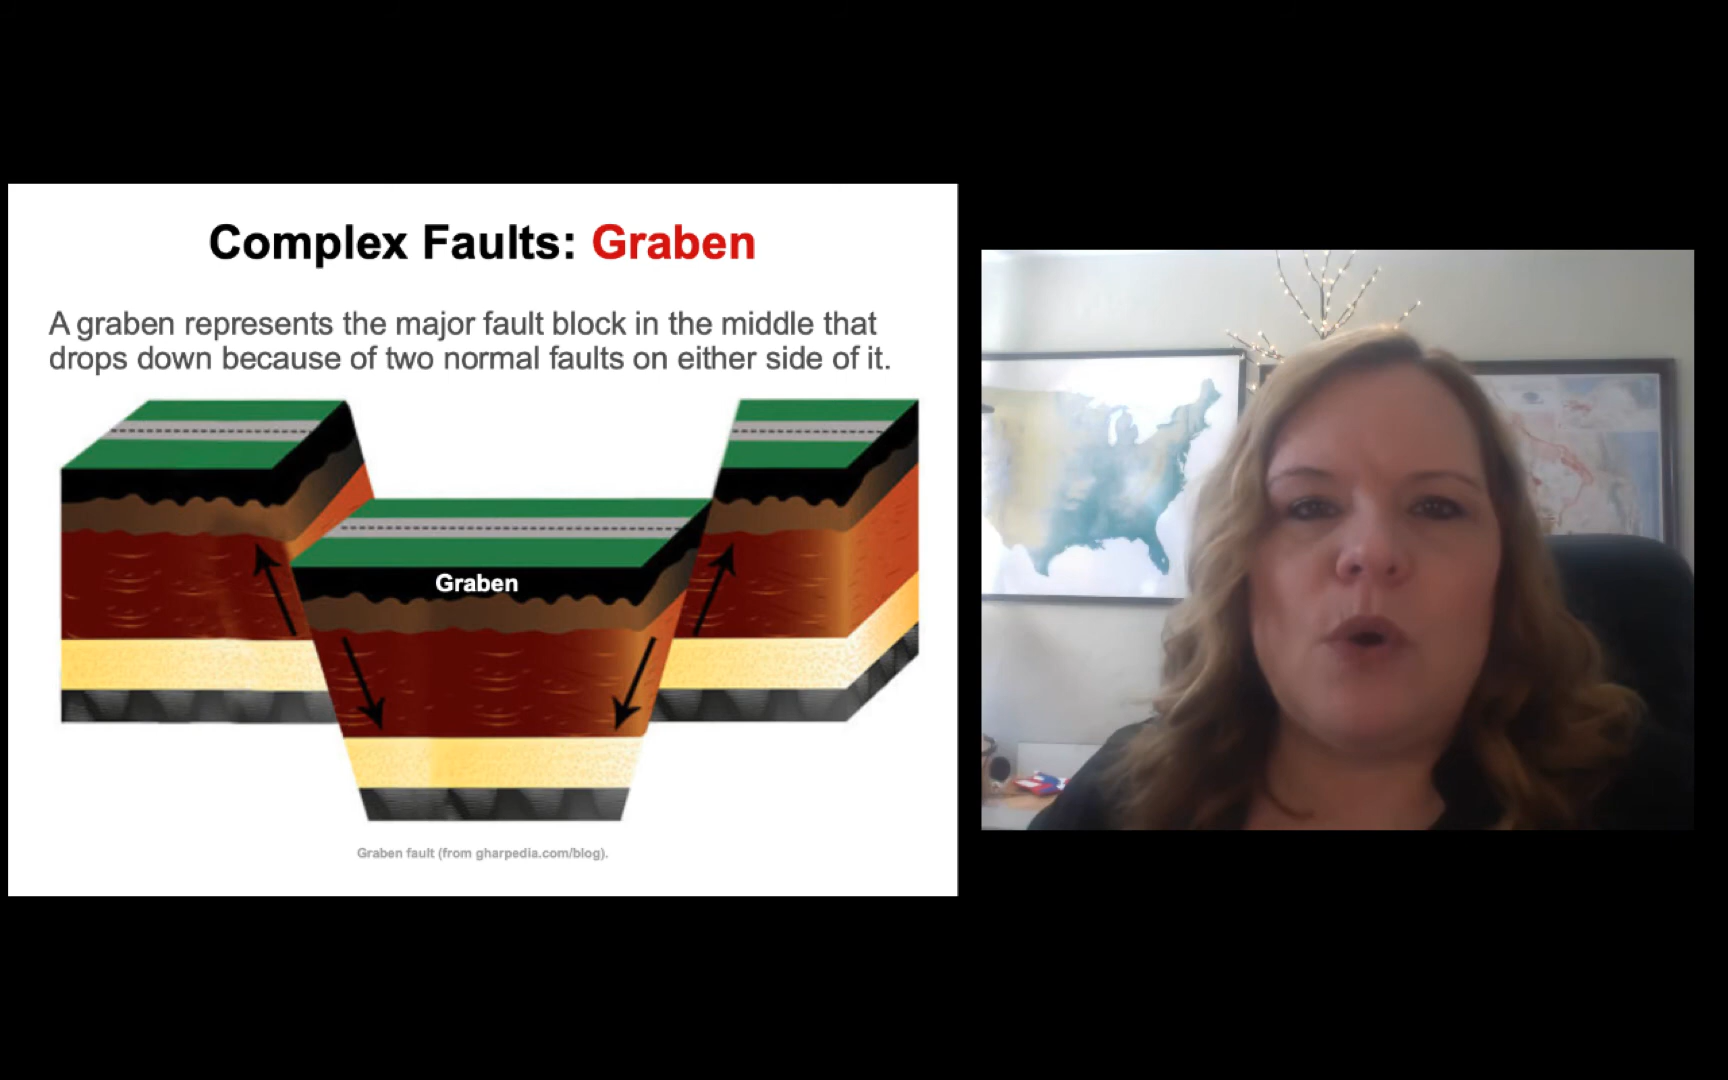 Complex Faults: Graben
A graben represents the major fault block in the middle that
drops down because of two normal faults on either side of it.
Graben
Graben fault (from gharpedia.com/blog).